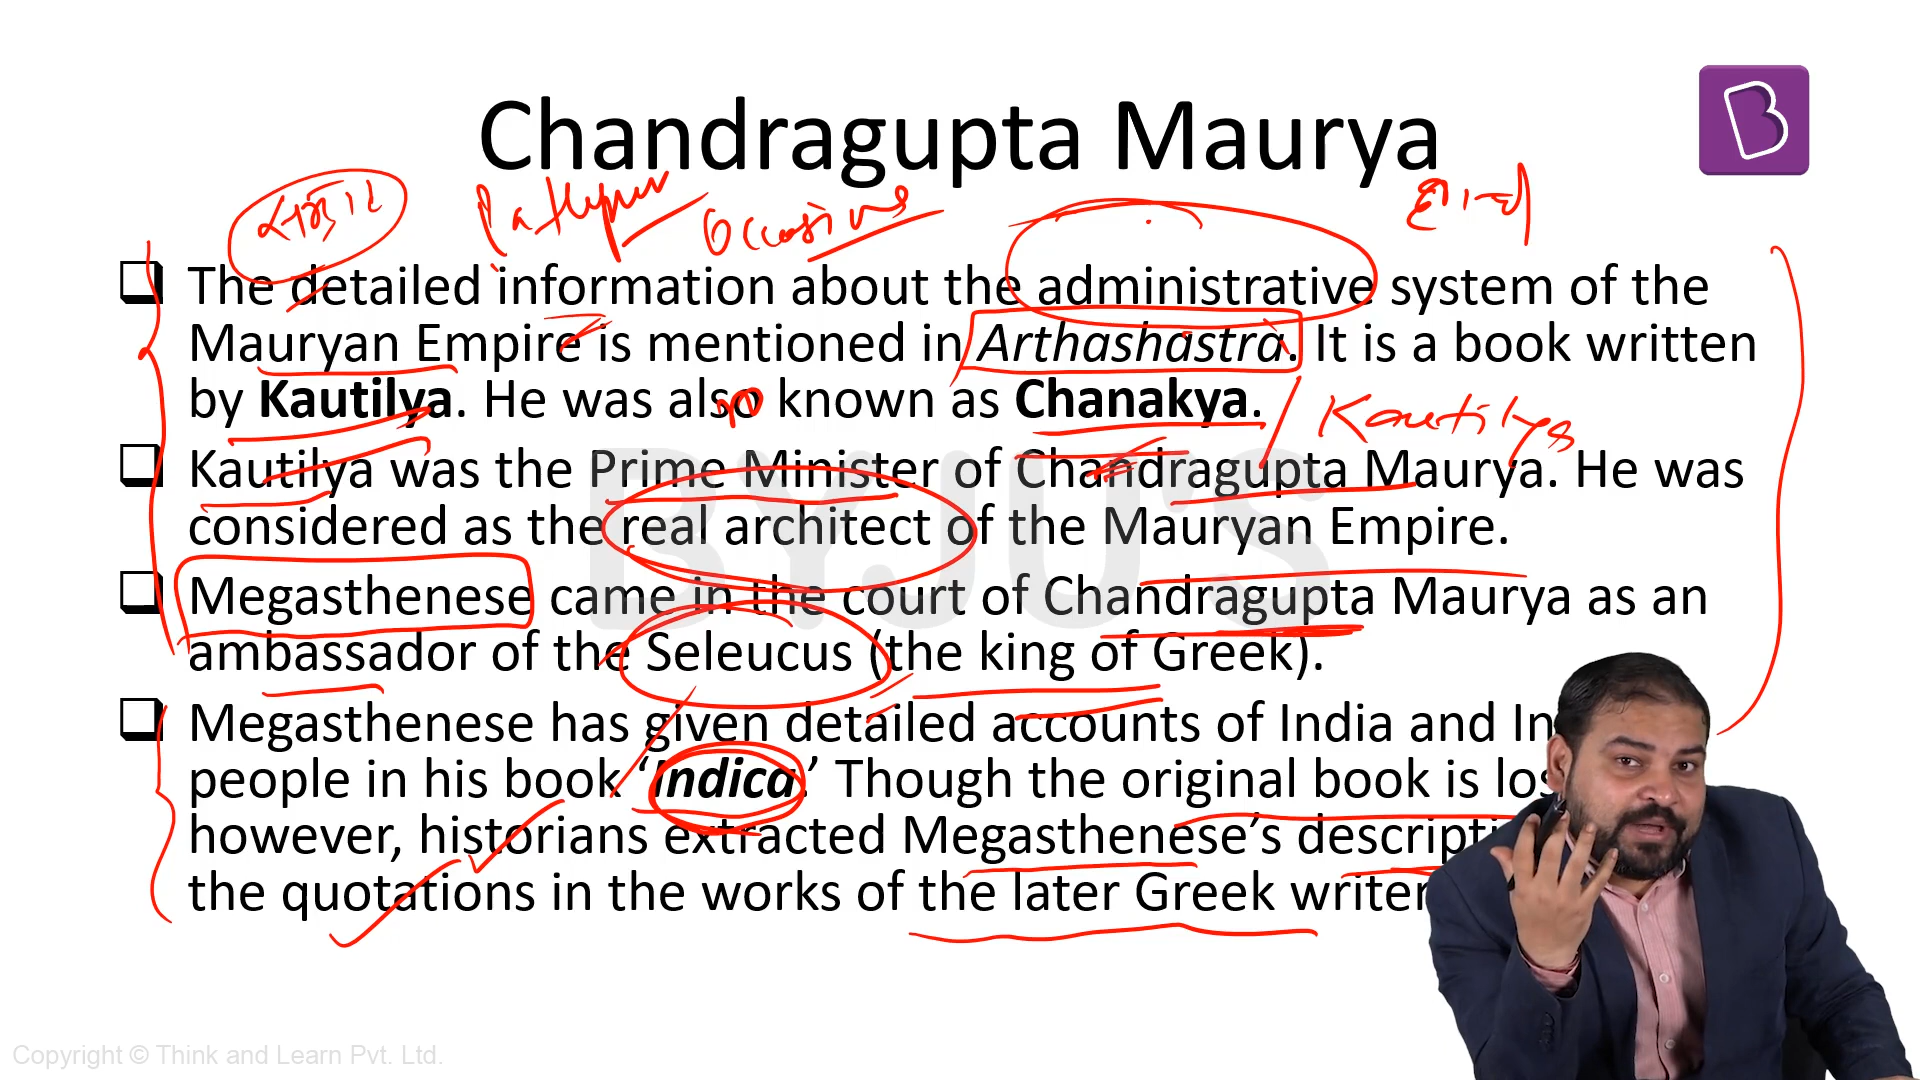 Chandragupta Maurya
B
Occasions
The detailed information about the administrative system of the
Mauryan Empire is mentioned in Arthashastra. It is a book written
by Kautilya. He was also known as Chanakya.
Kautilya
Kautilya was the Prime Minister of Chandragupta Maurya. He was
considered as the real architect of the Mauryan Empire.
BYJU'S
Megasthenese came in the court of Chandragupta Maurya as an
ambassador of the Seleucus (the king of Greek).
Megasthenese has given detailed accounts of India and
people in his book ‘Indica.’ Though the original book is
however, historians extracted Megasthenese’s
the quotations in the works of the later Greek
Copyright © Think and Learn Pvt. Ltd.